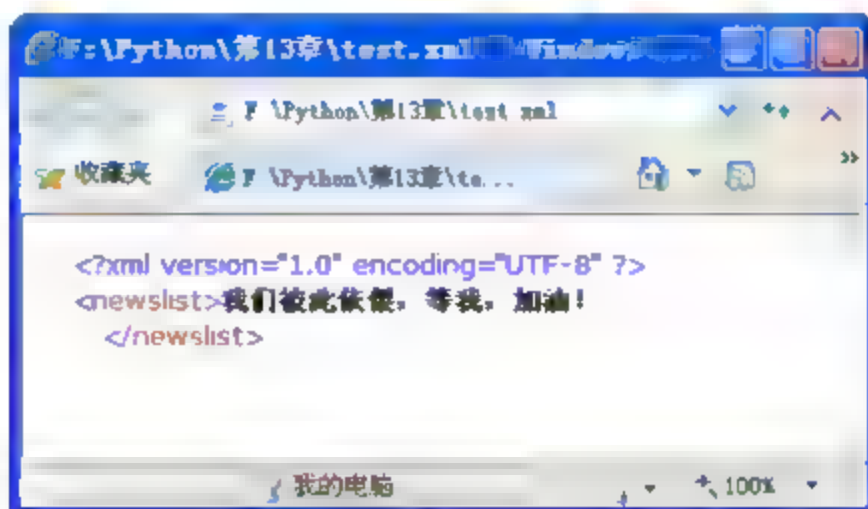 F:\Python\第13章\test.xml
F \Python\第13章\test xml
收藏夹
F \Python\第13章\te...
<?xml version="1.0" encoding="UTF-8" ?>
<newslist>我们彼此依偎，等我，加油！
</newslist>
我的电脑
100%